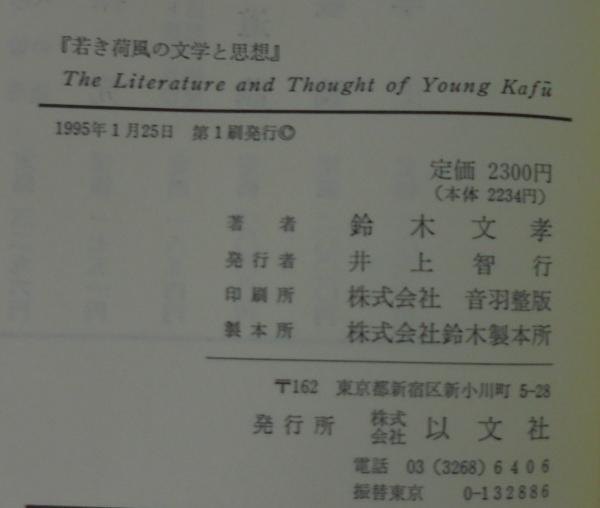 『若き荷風の文学と思想』
The Literature and Thought of Young Kafū
1995年1月25日 第1刷発行©
定価 2300円
（本体 2234円）
著者 鈴木文孝
発行者 井上智行
印刷所 株式会社 音羽整版
製本所 株式会社鈴木製本所
〒162 東京都新宿区新小川町 5-28
発行所 株式会社 以文社
電話 03 (3268) 6406
振替東京 0-132886